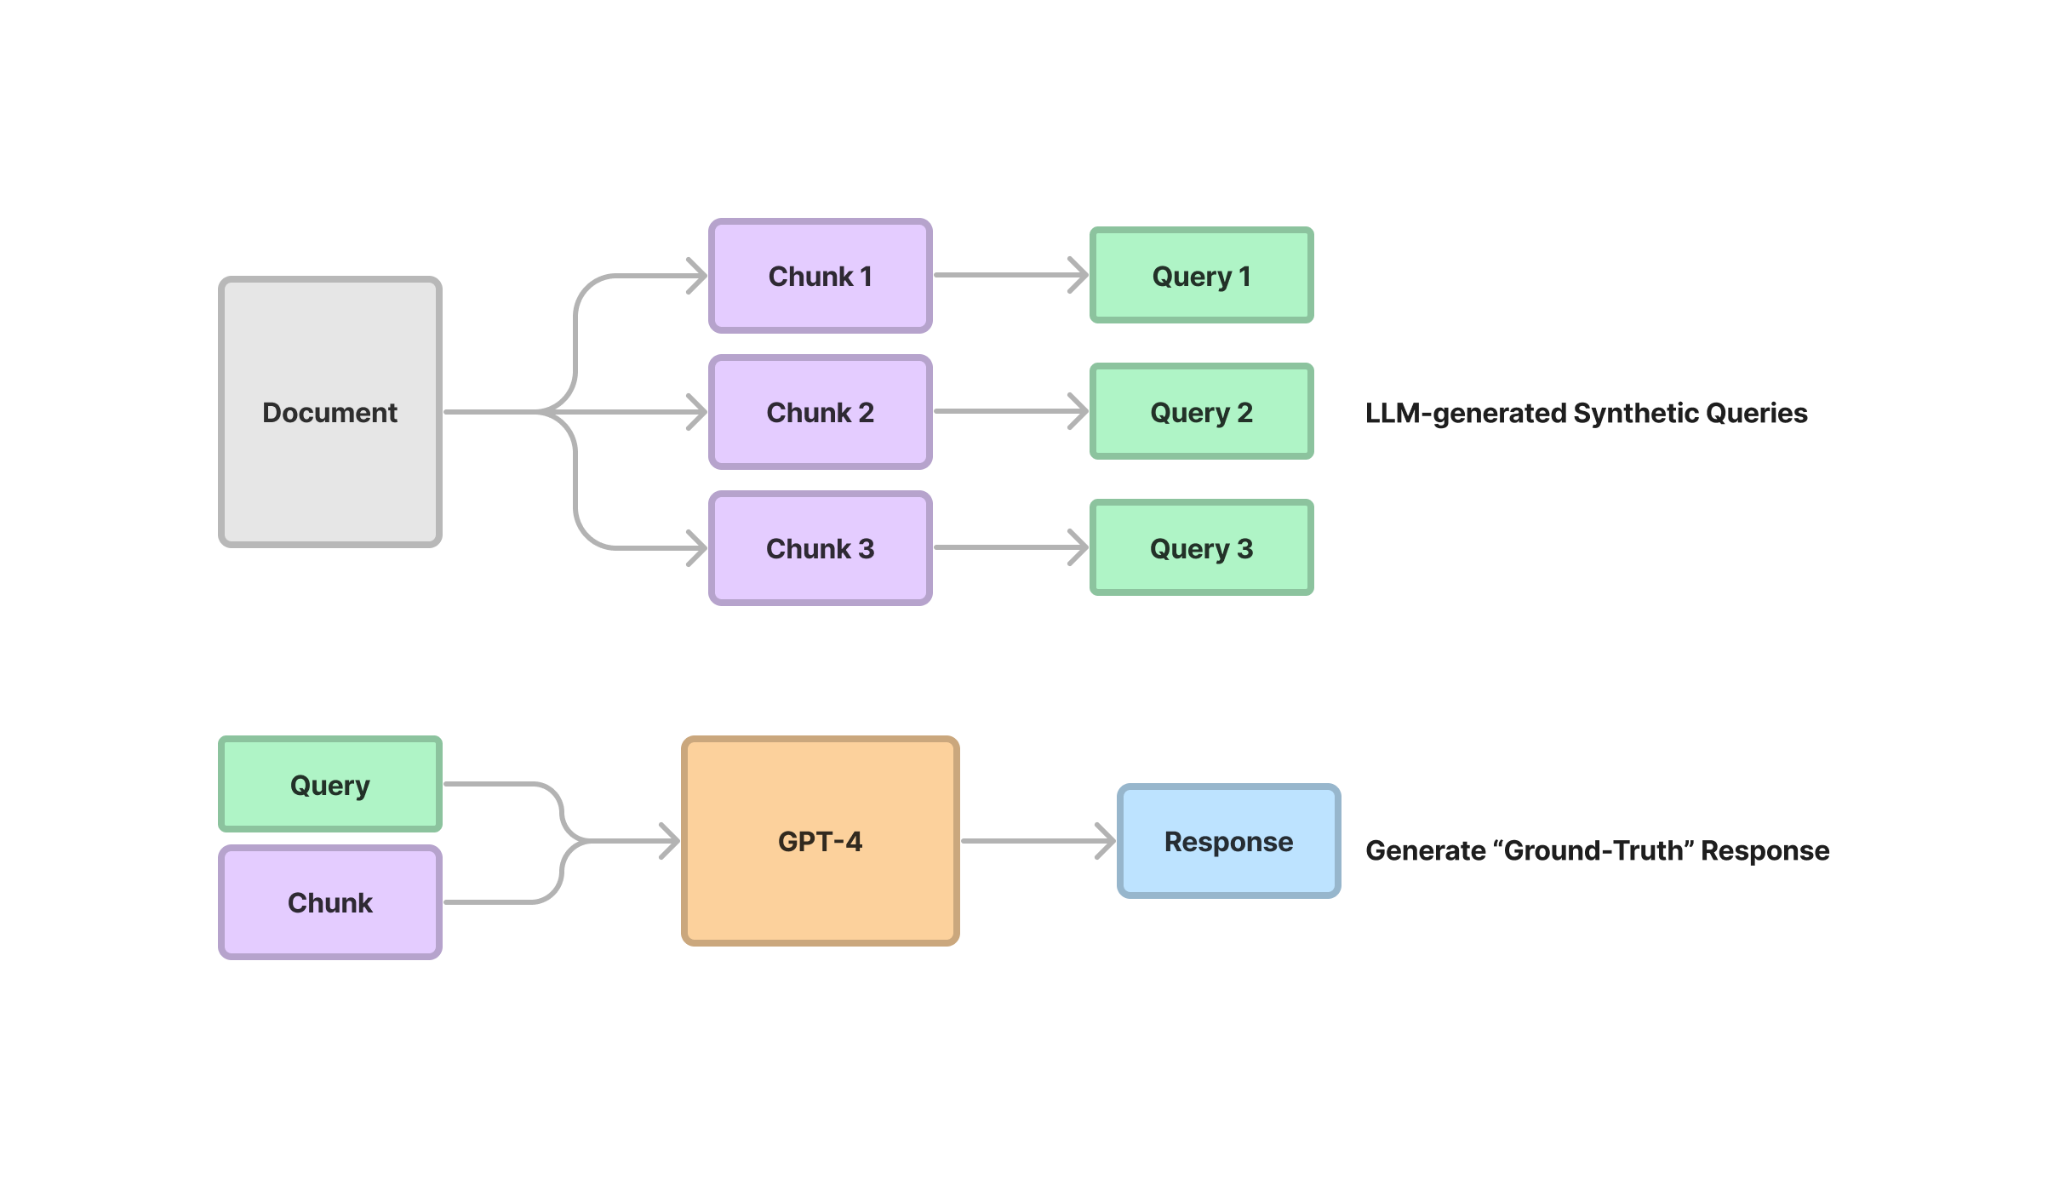 Document
Chunk 1
Query 1
Chunk 2
Query 2
LLM-generated Synthetic Queries
Chunk 3
Query 3
Query
Chunk
GPT-4
Response
Generate “Ground-Truth” Response